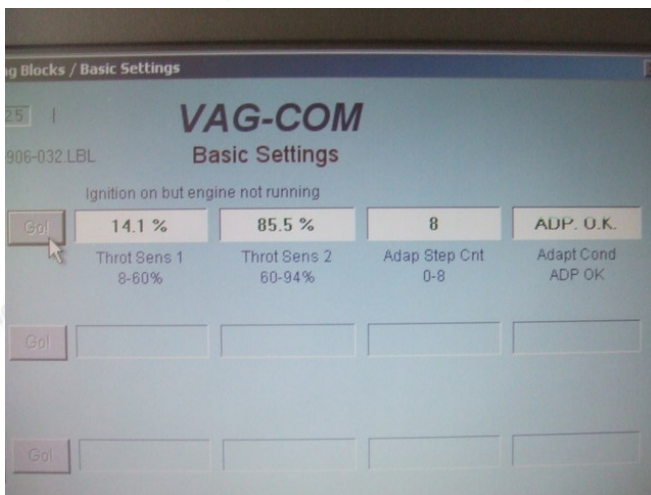 ng Blocks / Basic Settings
25
VAG-COM
906-032.LBL
Basic Settings
Ignition on but engine not running
Go! 14.1 % 85.5 % 8 ADP. O.K.
Throt Sens 1 Throt Sens 2 Adap Step Cnt Adapt Cond
8-60% 60-94% 0-8 ADP OK
Go!
Go!